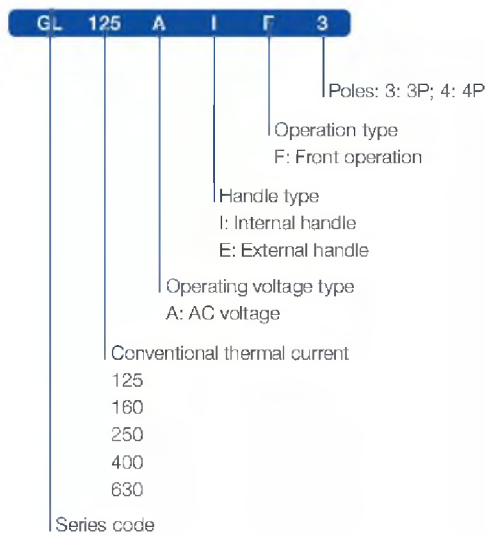 GL 125 A I F 3
Poles: 3: 3P; 4: 4P
Operation type
F: Front operation
Handle type
I: Internal handle
E: External handle
Operating voltage type
A: AC voltage
Conventional thermal current
125
160
250
400
630
Series code